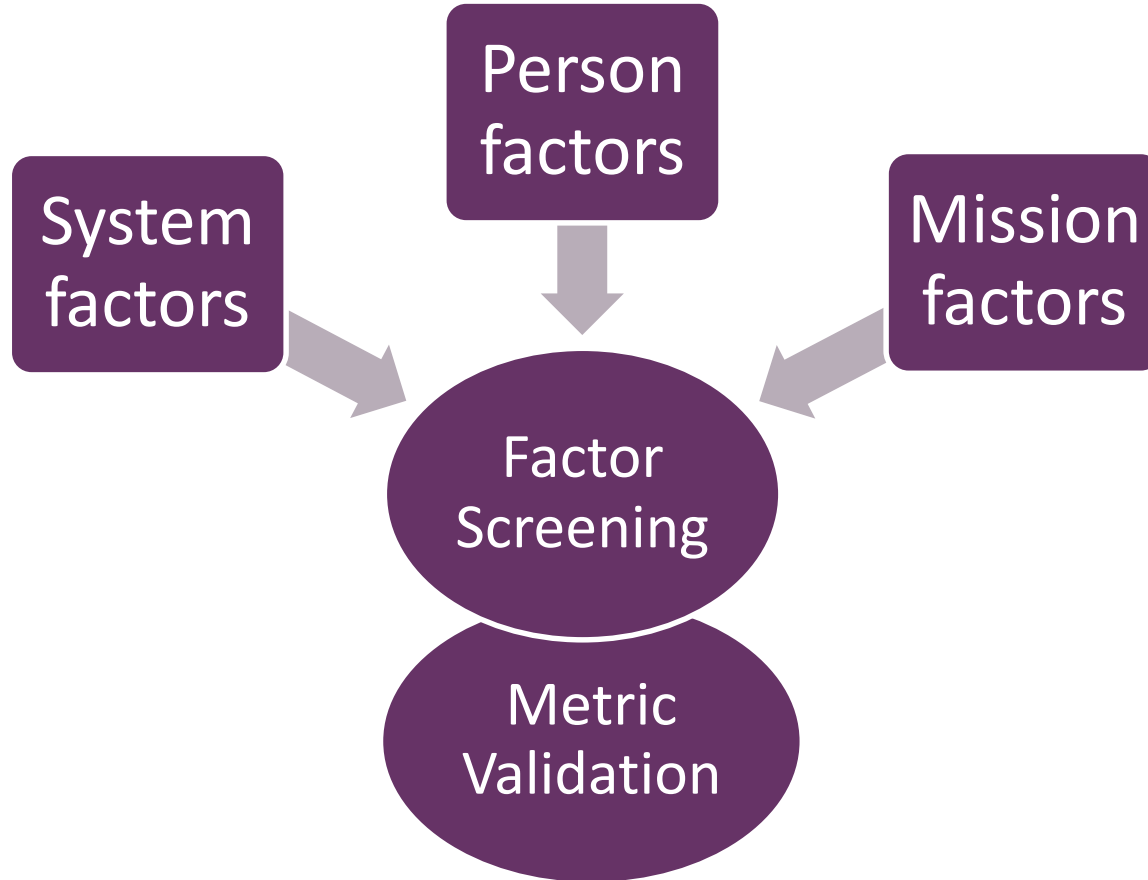 Person
factors
System
factors
Mission
factors
Factor
Screening
Metric
Validation